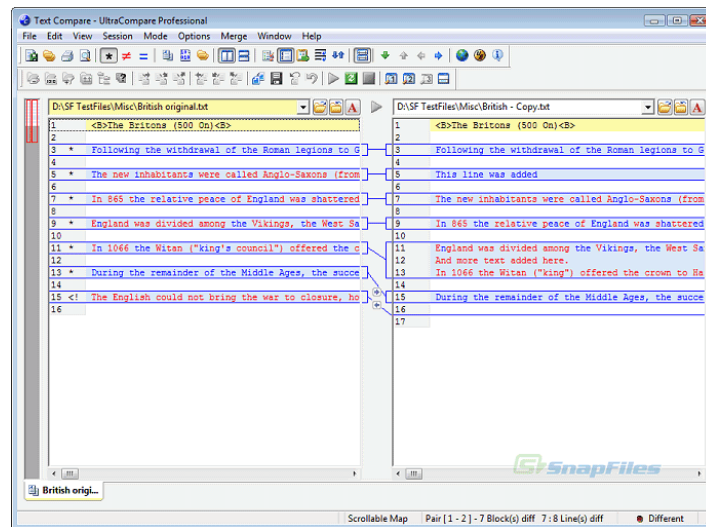 Text Compare - UltraCompare Professional
File Edit View Session Mode Options Merge Window Help
D:\SF TestFiles\Misc\British original.txt
1 <B>The Britons (500 On)<B>
2
3 * Following the withdrawal of the Roman legions to G
4
5 * The new inhabitants were called Anglo-Saxons (from
6
7 * In 865 the relative peace of England was shattered
8
9 * England was divided among the Vikings, the West Sa
10
11 * In 1066 the Witan ("king's council") offered the c
12
13 * During the remainder of the Middle Ages, the succe
14
15 <! The English could not bring the war to closure, ho
16
D:\SF TestFiles\Misc\British - Copy.txt
1 <B>The Britons (500 On)<B>
2
3 Following the withdrawal of the Roman legions to G
4
5 This line was added
6
7 The new inhabitants were called Anglo-Saxons (from
8
9 In 865 the relative peace of England was shattered
10
11 England was divided among the Vikings, the West Sa
12 And more text added here.
13 In 1066 the Witan ("king") offered the crown to Ha
14
15 During the remainder of the Middle Ages, the succe
16
17
SnapFiles
British origi...
Scrollable Map Pair [ 1 - 2 ] - 7 Block(s) diff 7 : 8 Line(s) diff Different